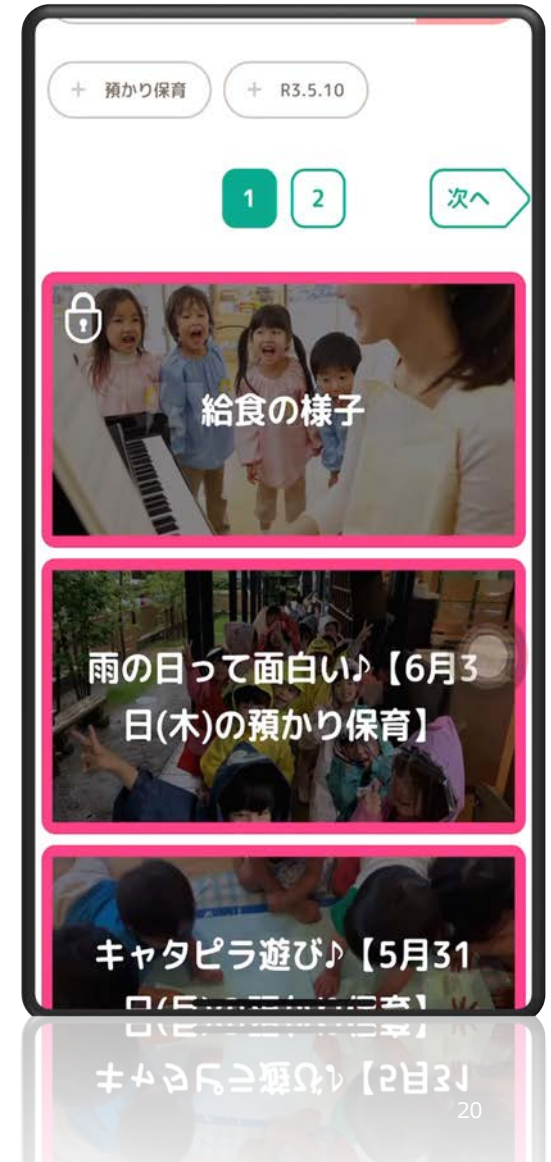 + 預かり保育 + R3.5.10
1 2 次へ
給食の様子
雨の日って面白い♪【6月3
日(木)の預かり保育】
キャタピラ遊び♪【5月31
20